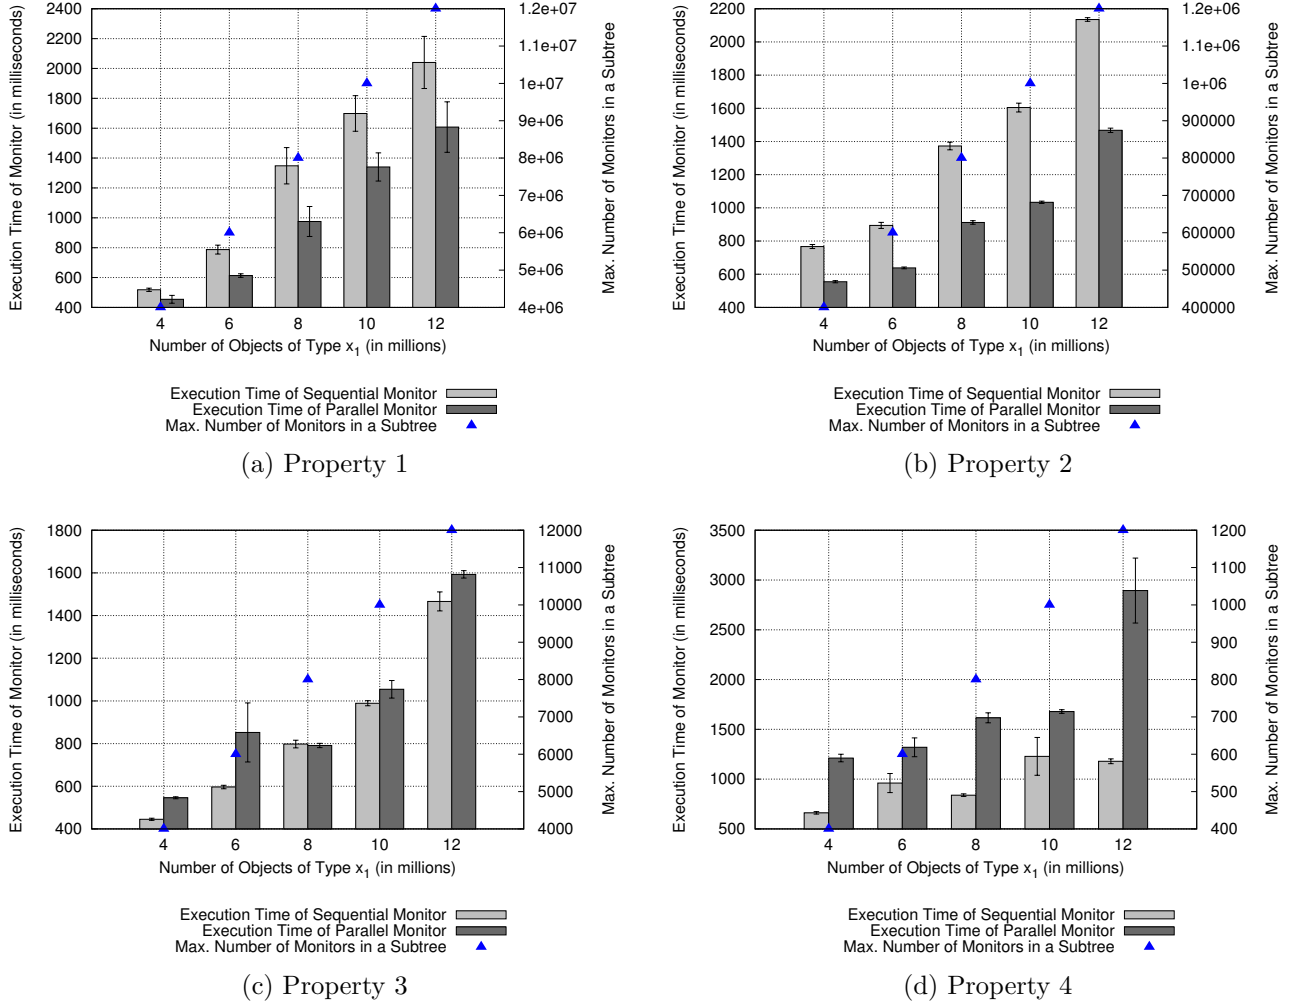 Execution Time of Monitor (in milliseconds)
2400
2200
2000
1800
1600
1400
1200
1000
800
600
400
4 6 8 10 12
Number of Objects of Type x1 (in millions)
1.2e+07
1.1e+07
1e+07
9e+06
8e+06
7e+06
6e+06
5e+06
4e+06
Max. Number of Monitors in a Subtree
Execution Time of Sequential Monitor
Execution Time of Parallel Monitor
Max. Number of Monitors in a Subtree
(a) Property 1
Execution Time of Monitor (in milliseconds)
2200
2000
1800
1600
1400
1200
1000
800
600
400
4 6 8 10 12
Number of Objects of Type x1 (in millions)
1.2e+06
1.1e+06
1e+06
900000
800000
700000
600000
500000
400000
Max. Number of Monitors in a Subtree
Execution Time of Sequential Monitor
Execution Time of Parallel Monitor
Max. Number of Monitors in a Subtree
(b) Property 2
Execution Time of Monitor (in milliseconds)
1800
1600
1400
1200
1000
800
600
400
4 6 8 10 12
Number of Objects of Type x1 (in millions)
12000
11000
10000
9000
8000
7000
6000
5000
4000
Max. Number of Monitors in a Subtree
Execution Time of Sequential Monitor
Execution Time of Parallel Monitor
Max. Number of Monitors in a Subtree
(c) Property 3
Execution Time of Monitor (in milliseconds)
3500
3000
2500
2000
1500
1000
500
4 6 8 10 12
Number of Objects of Type x1 (in millions)
1200
1100
1000
900
800
700
600
500
400
Max. Number of Monitors in a Subtree
Execution Time of Sequential Monitor
Execution Time of Parallel Monitor
Max. Number of Monitors in a Subtree
(d) Property 4